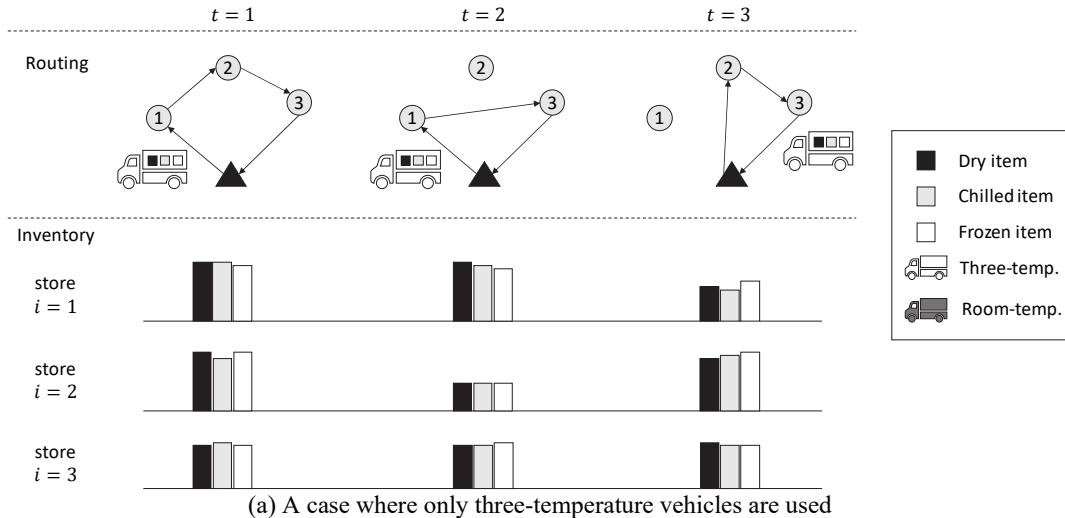 t = 1 t = 2 t = 3
Routing
2
1
3
2
1
3
2
1
3
Inventory
store
i = 1
store
i = 2
store
i = 3
Dry item
Chilled item
Frozen item
Three-temp.
Room-temp.
(a) A case where only three-temperature vehicles are used